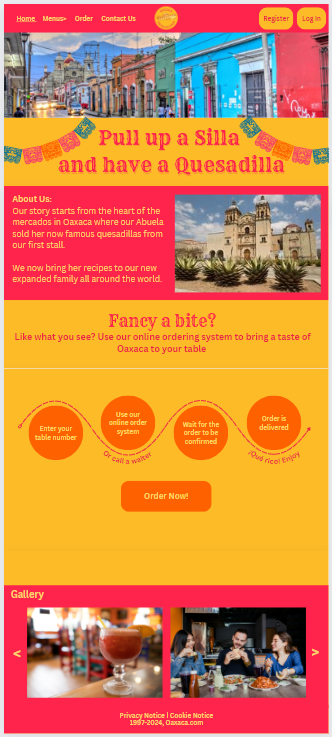 Home Menus> Order Contact Us Register Log In
Pull up a Silla
and have a Quesadilla
About Us:
Our story starts from the heart of the
mercados in Oaxaca where our Abuela
sold her now famous quesadillas from
our first stall.
We now bring her recipes to our new
expanded family all around the world.
Fancy a bite?
Like what you see? Use our online ordering system to bring a taste of
Oaxaca to your table
Enter your
table number
Use our
online order
system
Or call a waiter
Wait for the
order to be
confirmed
Order is
delivered
¡Qué rico! Enjoy
Order Now!
Gallery
< >
Privacy Notice | Cookie Notice
1997-2024, Oaxaca.com